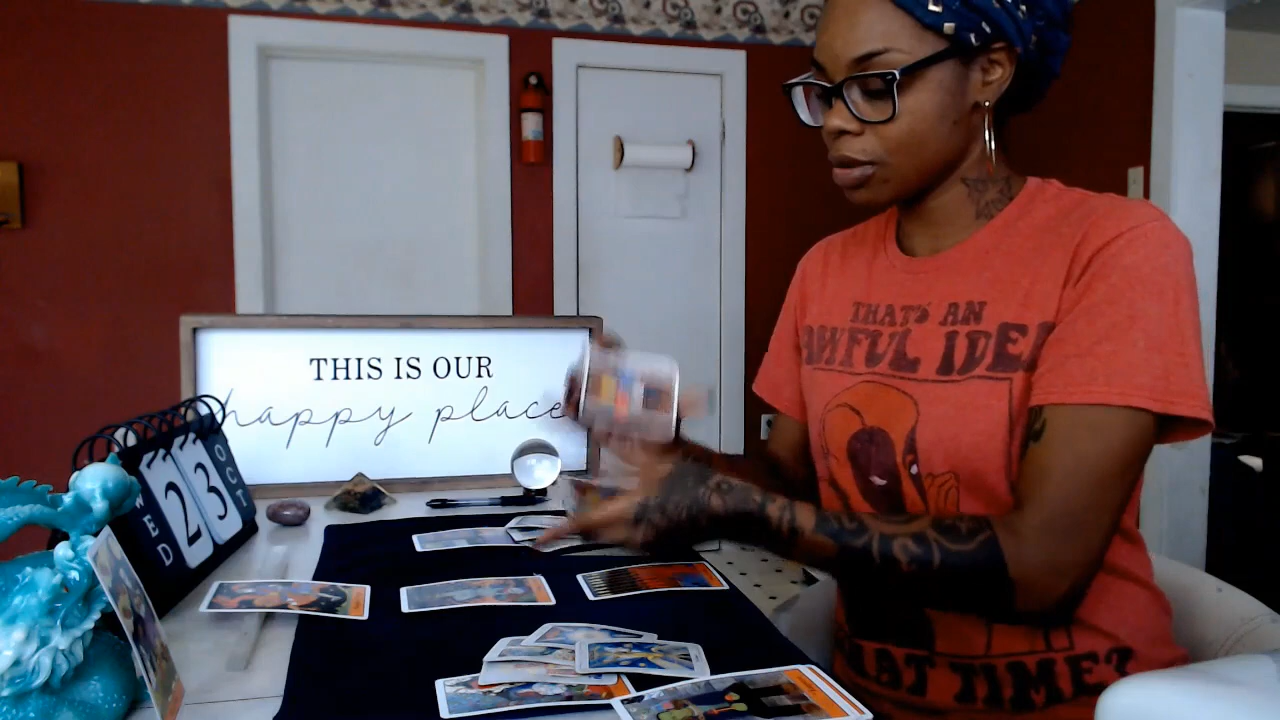 THIS IS OUR
happy place
WED
23
OCT
THAT'S AN
AWFUL IDEA
WHAT TIME?